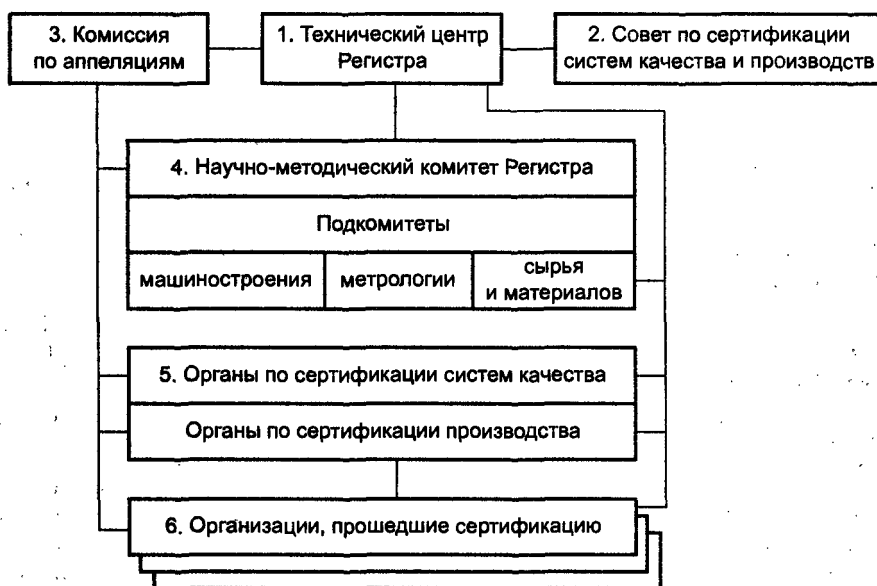 3. Комиссия
по аппеляциям
1. Технический центр
Регистра
2. Совет по сертификации
систем качества и производств
4. Научно-методический комитет Регистра
Подкомитеты
машиностроения
метрологии
сырья
и материалов
5. Органы по сертификации систем качества
Органы по сертификации производства
6. Организации, прошедшие сертификацию